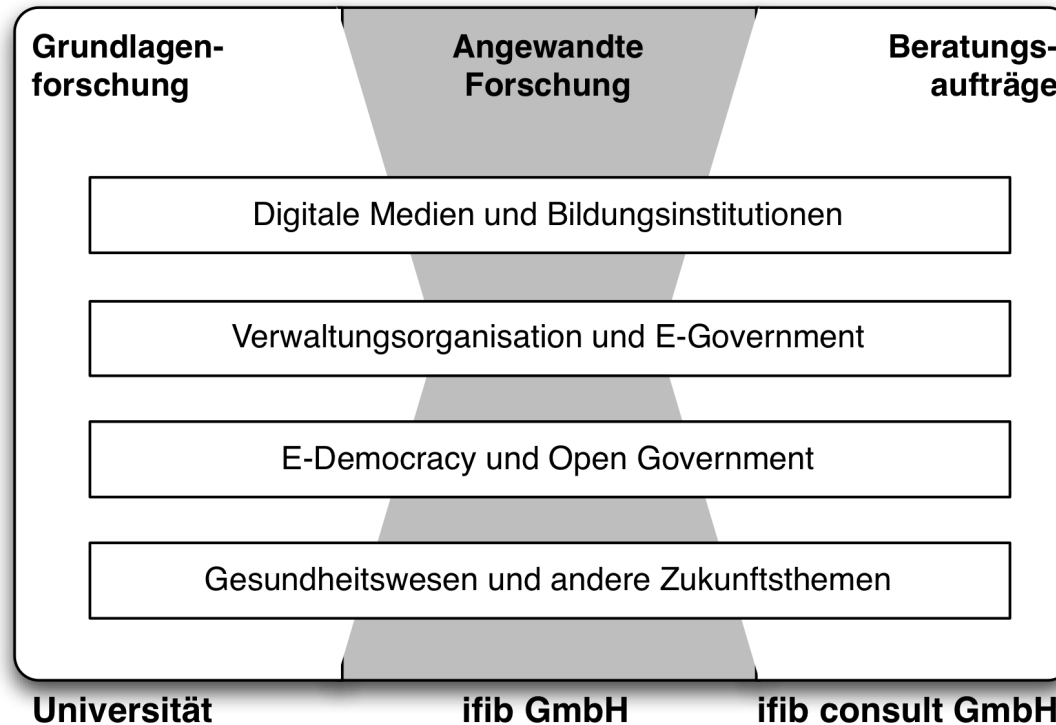 Grundlagen-
forschung
Angewandte
Forschung
Beratungs-
aufträge
Digitale Medien und Bildungsinstitutionen
Verwaltungsorganisation und E-Government
E-Democracy und Open Government
Gesundheitswesen und andere Zukunftsthemen
Universität
ifib GmbH
ifib consult GmbH